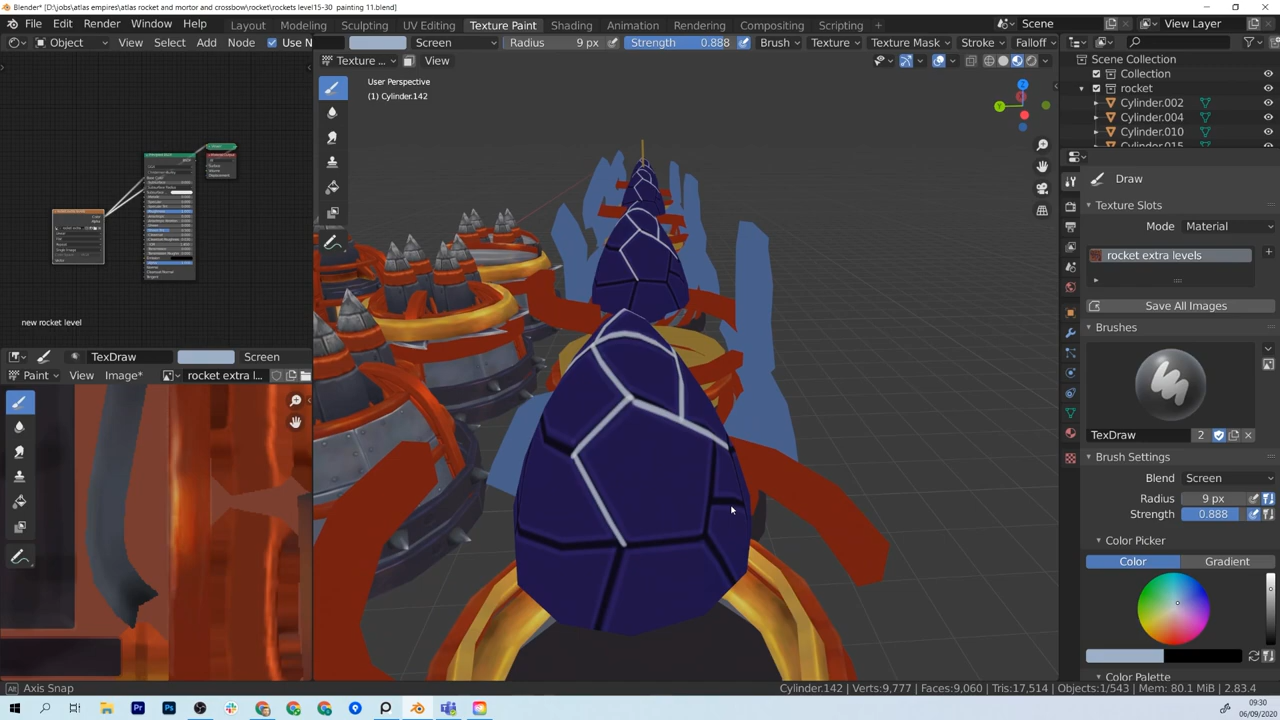 Blender* [D:\jobs\atlas empires\atlas rocket and mortor and crossbow\rocket\rockets level15-30 painting 11.blend]
File Edit Render Window Help
Layout Modeling Sculpting UV Editing Texture Paint Shading Animation Rendering Compositing Scripting
Scene View Layer
Object View Select Add Node Use N
Screen Radius 9 px Strength 0.888 Brush Texture Texture Mask Stroke Falloff
Texture ... View
User Perspective
(1) Cylinder.142
Scene Collection
Collection
rocket
Cylinder.002
Cylinder.004
Cylinder.010
Draw
Texture Slots
Mode Material
rocket extra levels
Save All Images
Brushes
TexDraw 2
Brush Settings
Blend Screen
Radius 9 px
Strength 0.888
Color Picker
Color Gradient
Color Palette
new rocket level
TexDraw Screen
Paint View Image* rocket extra l...
Axis Snap
Cylinder.142 | Verts:9,777 | Faces:9,060 | Tris:17,514 | Objects:1/543 | Mem: 80.1 MiB | 2.83.4
09:30
06/09/2020